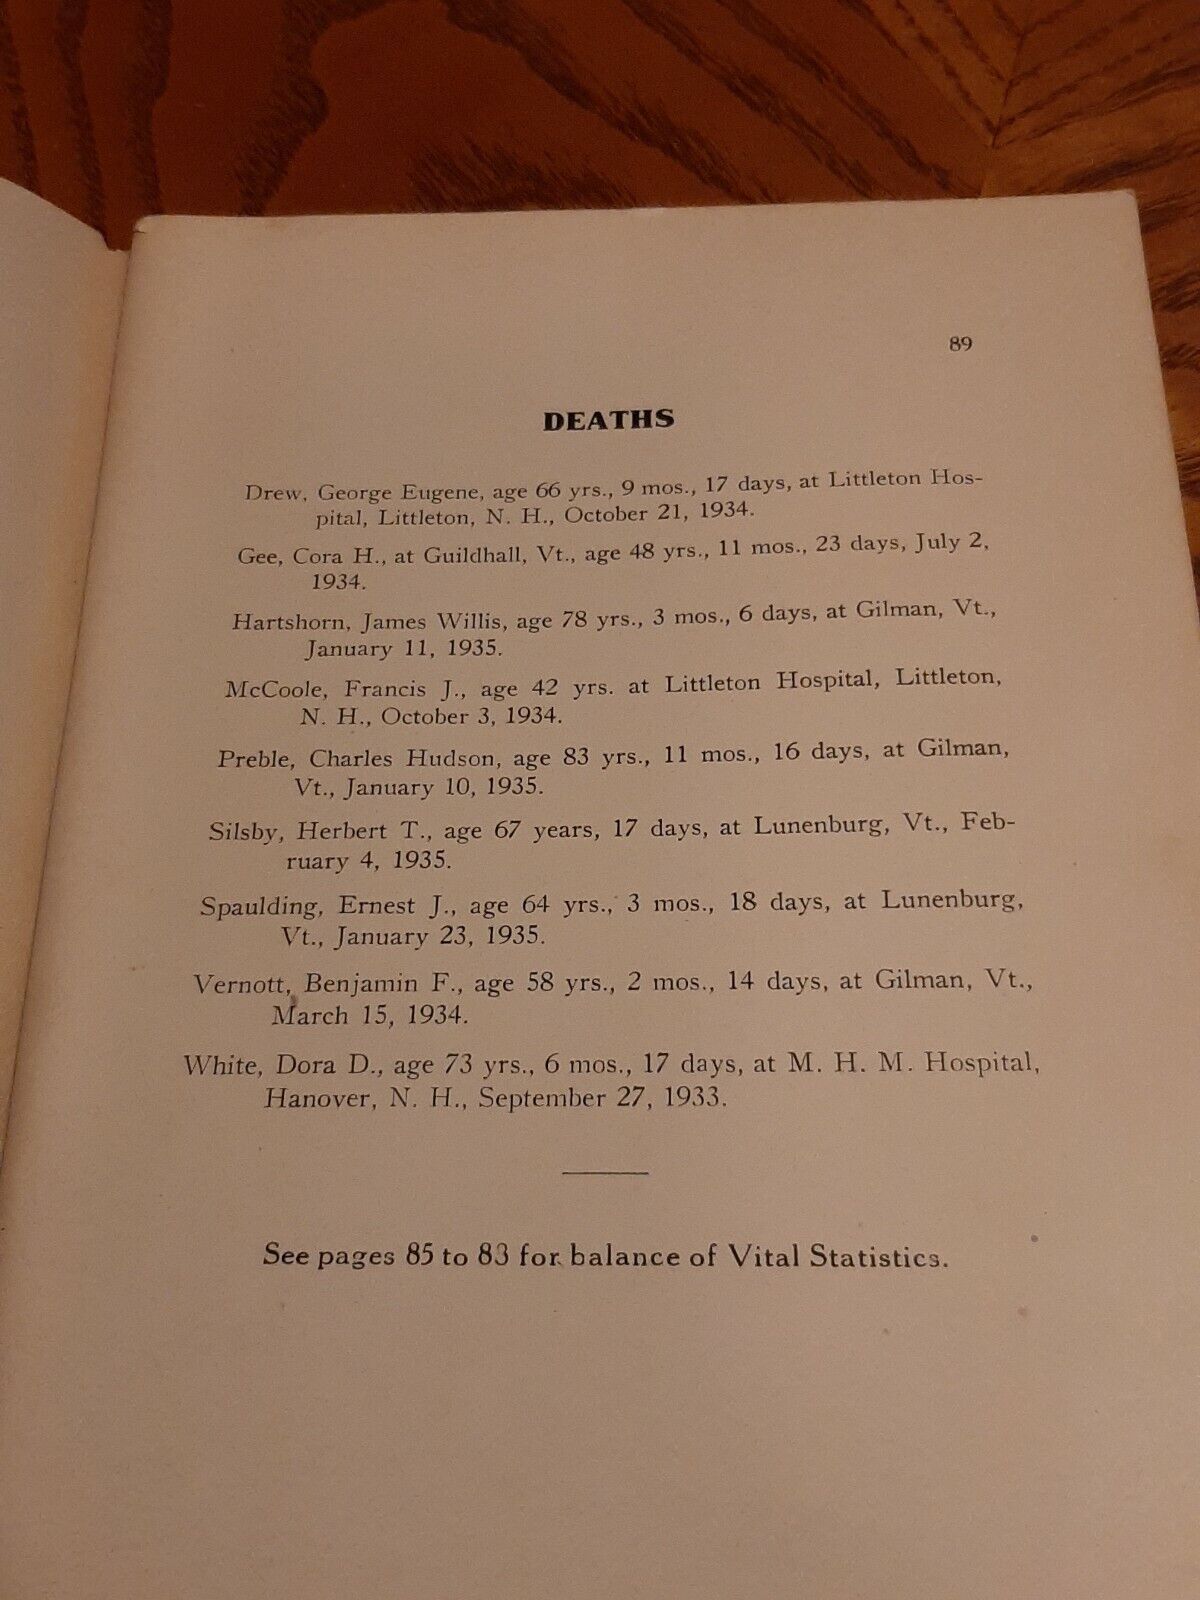 89
DEATHS
Drew, George Eugene, age 66 yrs., 9 mos., 17 days, at Littleton Hos-
pital, Littleton, N. H., October 21, 1934.
Gee, Cora H., at Guildhall, Vt., age 48 yrs., 11 mos., 23 days, July 2,
1934.
Hartshorn, James Willis, age 78 yrs., 3 mos., 6 days, at Gilman, Vt.,
January 11, 1935.
McCoole, Francis J., age 42 yrs. at Littleton Hospital, Littleton,
N. H., October 3, 1934.
Preble, Charles Hudson, age 83 yrs., 11 mos., 16 days, at Gilman,
Vt., January 10, 1935.
Silsby, Herbert T., age 67 years, 17 days, at Lunenburg, Vt., Feb-
ruary 4, 1935.
Spaulding, Ernest J., age 64 yrs., 3 mos., 18 days, at Lunenburg,
Vt., January 23, 1935.
Vernott, Benjamin F., age 58 yrs., 2 mos., 14 days, at Gilman, Vt.,
March 15, 1934.
White, Dora D., age 73 yrs., 6 mos., 17 days, at M. H. M. Hospital,
Hanover, N. H., September 27, 1933.
See pages 85 to 83 for balance of Vital Statistics.